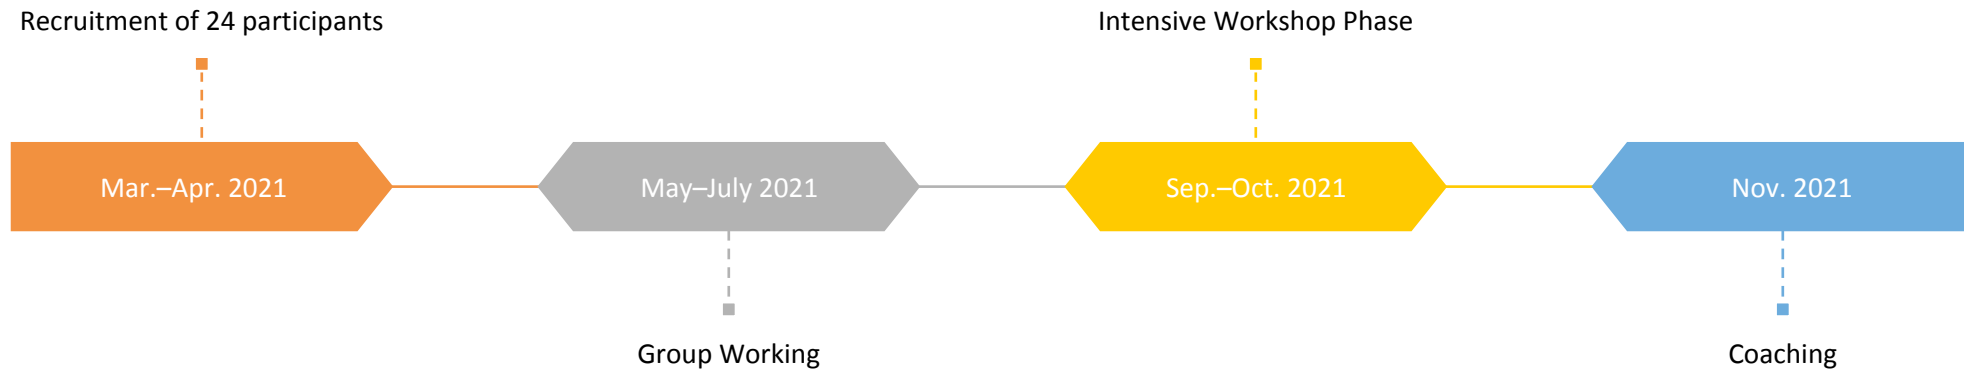 Recruitment of 24 participants
Intensive Workshop Phase
Mar.–Apr. 2021
May–July 2021
Sep.–Oct. 2021
Nov. 2021
Group Working
Coaching